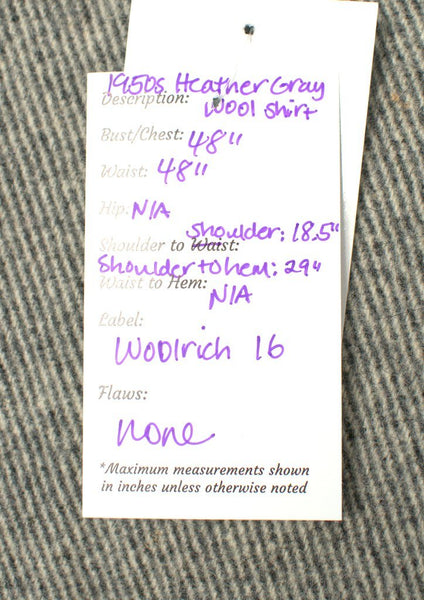 1950s Heather Gray
Description: Wool Shirt
Bust/Chest: 48"
Waist: 48"
Hip: N/A
Shoulder: 18.5"
Shoulder to Waist:
Shoulder to hem: 29"
Waist to Hem: N/A
Label:
Woolrich 16
Flaws:
none
*Maximum measurements shown
in inches unless otherwise noted